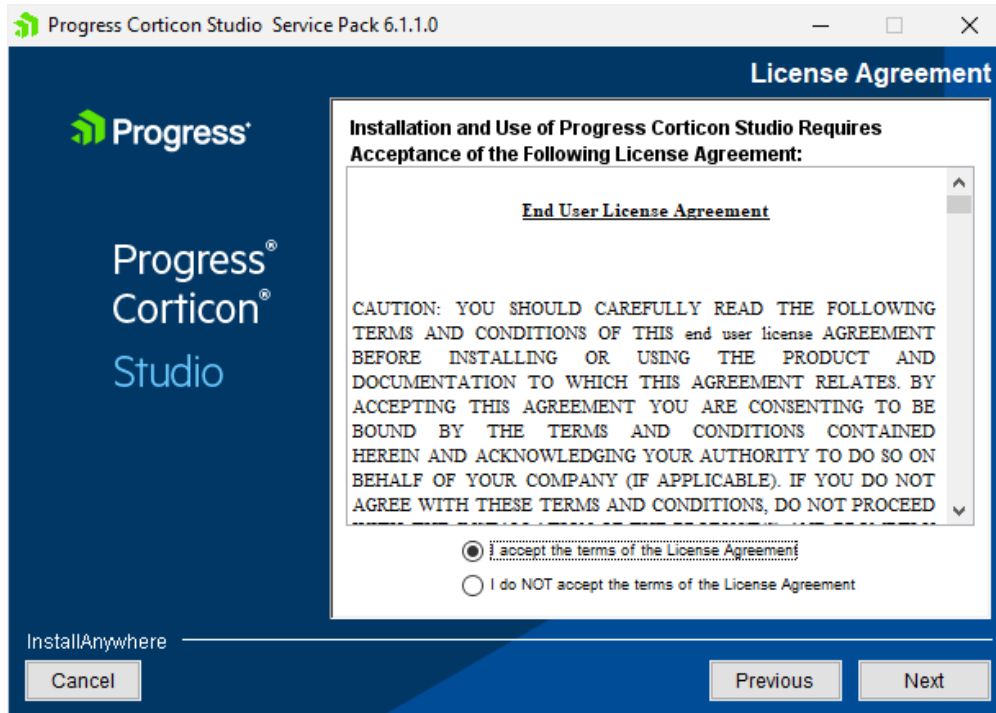 Progress Corticon Studio Service Pack 6.1.1.0
License Agreement
Progress
Progress®
Corticon®
Studio
Installation and Use of Progress Corticon Studio Requires
Acceptance of the Following License Agreement:
End User License Agreement
CAUTION: YOU SHOULD CAREFULLY READ THE FOLLOWING
TERMS AND CONDITIONS OF THIS end user license AGREEMENT
BEFORE INSTALLING OR USING THE PRODUCT AND
DOCUMENTATION TO WHICH THIS AGREEMENT RELATES. BY
ACCEPTING THIS AGREEMENT YOU ARE CONSENTING TO BE
BOUND BY THE TERMS AND CONDITIONS CONTAINED
HEREIN AND ACKNOWLEDGING YOUR AUTHORITY TO DO SO ON
BEHALF OF YOUR COMPANY (IF APPLICABLE). IF YOU DO NOT
AGREE WITH THESE TERMS AND CONDITIONS, DO NOT PROCEED
I accept the terms of the License Agreement
I do NOT accept the terms of the License Agreement
InstallAnywhere
Cancel
Previous
Next